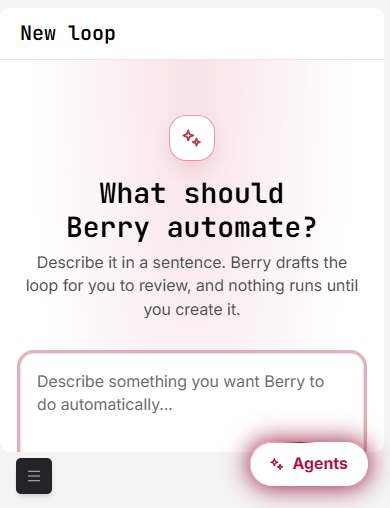 New loop
What should
Berry automate?
Describe it in a sentence. Berry drafts the
loop for you to review, and nothing runs until
you create it.
Describe something you want Berry to
do automatically...
Agents